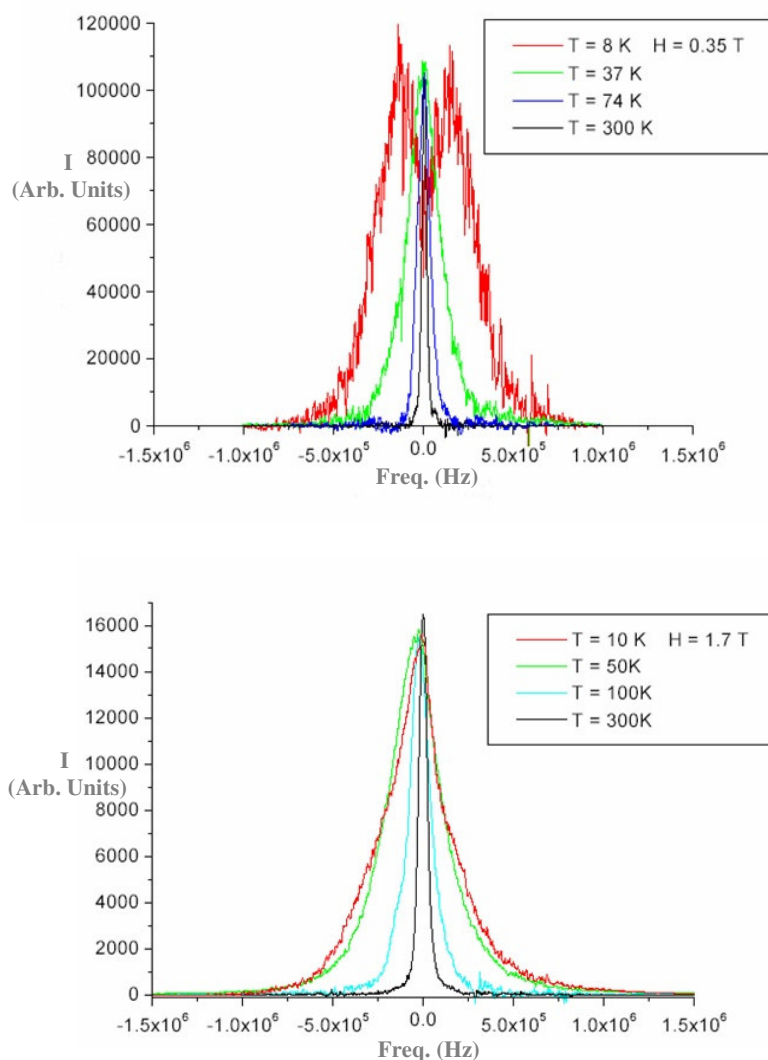 120000
100000
80000
60000
40000
20000
0
I
(Arb. Units)
T = 8 K H = 0.35 T
T = 37 K
T = 74 K
T = 300 K
-1.5x10⁶ -1.0x10⁶ -5.0x10⁵ 0.0 5.0x10⁵ 1.0x10⁶ 1.5x10⁶
Freq. (Hz)
16000
14000
12000
10000
8000
6000
4000
2000
0
I
(Arb. Units)
T = 10 K H = 1.7 T
T = 50K
T = 100K
T = 300K
-1.5x10⁶ -1.0x10⁶ -5.0x10⁵ 0.0 5.0x10⁵ 1.0x10⁶ 1.5x10⁶
Freq. (Hz)